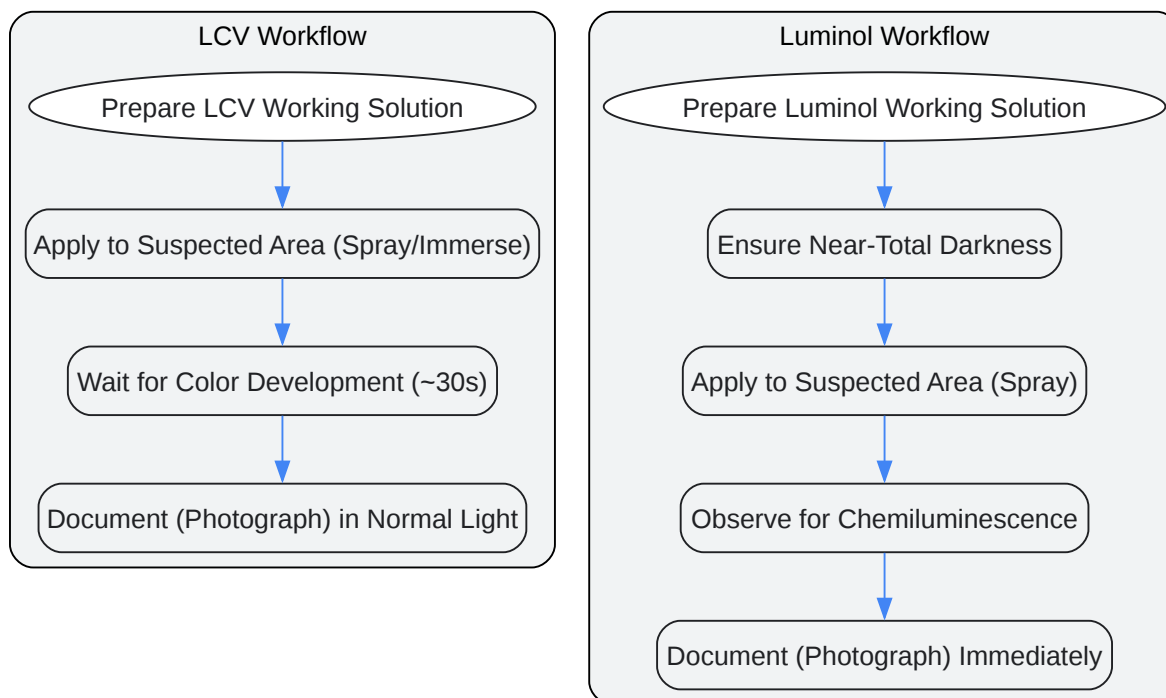 LCV Workflow
Prepare LCV Working Solution
Apply to Suspected Area (Spray/Immerse)
Wait for Color Development (~30s)
Document (Photograph) in Normal Light
Luminol Workflow
Prepare Luminol Working Solution
Ensure Near-Total Darkness
Apply to Suspected Area (Spray)
Observe for Chemiluminescence
Document (Photograph) Immediately